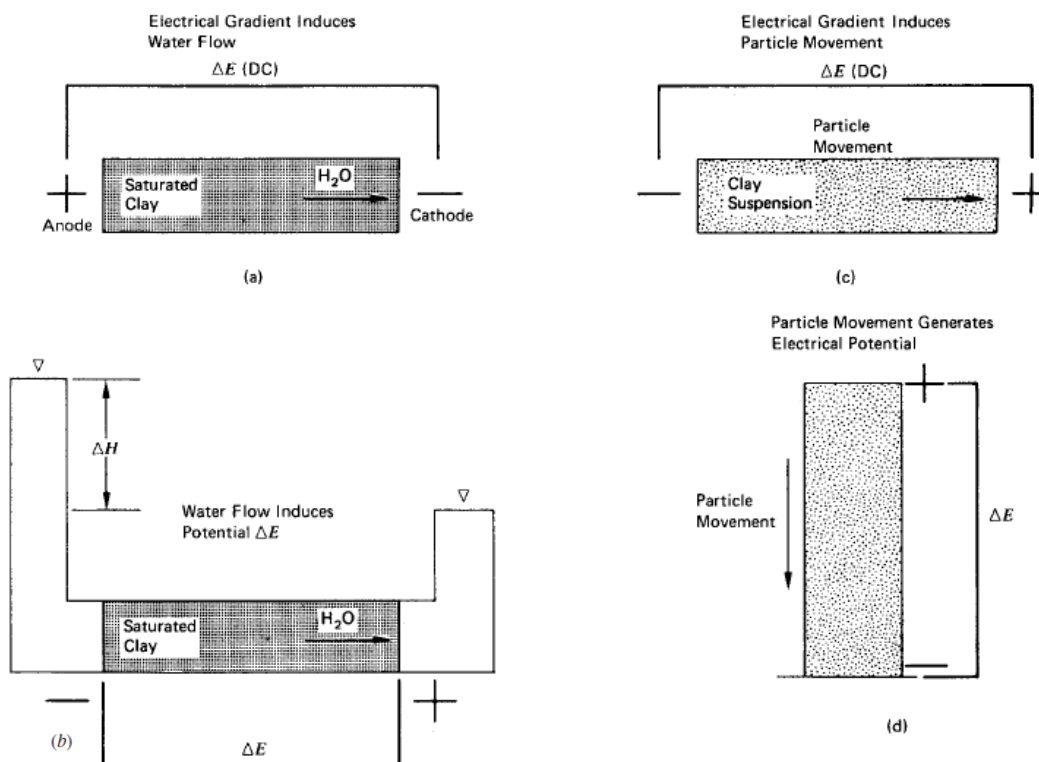 Electrical Gradient Induces
Water Flow
ΔE (DC)
Saturated
Clay
H₂O
+
Anode
—
Cathode
(a)
Electrical Gradient Induces
Particle Movement
ΔE (DC)
Particle
Movement
—
Clay
Suspension
+
(c)
ΔH
Water Flow Induces
Potential ΔE
Saturated
Clay
H₂O
—
+
(b)
ΔE
Particle Movement Generates
Electrical Potential
+
Particle
Movement
ΔE
—
(d)